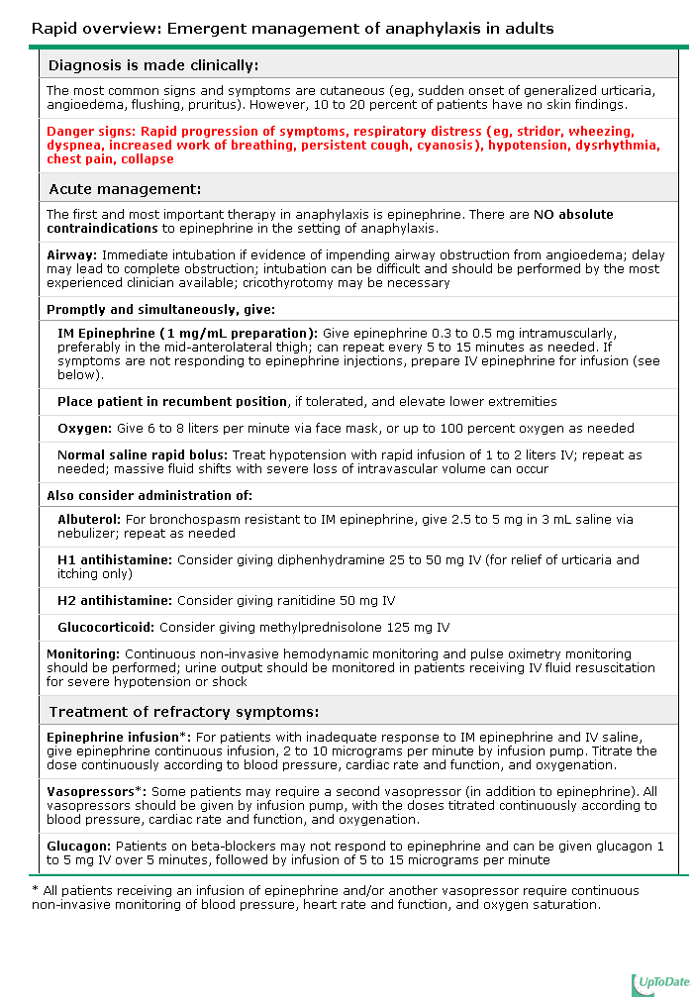 Rapid overview: Emergent management of anaphylaxis in adults
Diagnosis is made clinically:
The most common signs and symptoms are cutaneous (eg, sudden onset of generalized urticaria,
angioedema, flushing, pruritus). However, 10 to 20 percent of patients have no skin findings.
Danger signs: Rapid progression of symptoms, respiratory distress (eg, stridor, wheezing,
dyspnea, increased work of breathing, persistent cough, cyanosis), hypotension, dysrhythmia,
chest pain, collapse
Acute management:
The first and most important therapy in anaphylaxis is epinephrine. There are NO absolute
contraindications to epinephrine in the setting of anaphylaxis.
Airway: Immediate intubation if evidence of impending airway obstruction from angioedema; delay
may lead to complete obstruction; intubation can be difficult and should be performed by the most
experienced clinician available; cricothyrotomy may be necessary
Promptly and simultaneously, give:
IM Epinephrine (1 mg/mL preparation): Give epinephrine 0.3 to 0.5 mg intramuscularly,
preferably in the mid-anterolateral thigh; can repeat every 5 to 15 minutes as needed. If
symptoms are not responding to epinephrine injections, prepare IV epinephrine for infusion (see
below).
Place patient in recumbent position, if tolerated, and elevate lower extremities
Oxygen: Give 6 to 8 liters per minute via face mask, or up to 100 percent oxygen as needed
Normal saline rapid bolus: Treat hypotension with rapid infusion of 1 to 2 liters IV; repeat as
needed; massive fluid shifts with severe loss of intravascular volume can occur
Also consider administration of:
Albuterol: For bronchospasm resistant to IM epinephrine, give 2.5 to 5 mg in 3 mL saline via
nebulizer; repeat as needed
H1 antihistamine: Consider giving diphenhydramine 25 to 50 mg IV (for relief of urticaria and
itching only)
H2 antihistamine: Consider giving ranitidine 50 mg IV
Glucocorticoid: Consider giving methylprednisolone 125 mg IV
Monitoring: Continuous non-invasive hemodynamic monitoring and pulse oximetry monitoring
should be performed; urine output should be monitored in patients receiving IV fluid resuscitation
for severe hypotension or shock
Treatment of refractory symptoms:
Epinephrine infusion*: For patients with inadequate response to IM epinephrine and IV saline,
give epinephrine continuous infusion, 2 to 10 micrograms per minute by infusion pump. Titrate the
dose continuously according to blood pressure, cardiac rate and function, and oxygenation.
Vasopressors*: Some patients may require a second vasopressor (in addition to epinephrine). All
vasopressors should be given by infusion pump, with the doses titrated continuously according to
blood pressure, cardiac rate and function, and oxygenation.
Glucagon: Patients on beta-blockers may not respond to epinephrine and can be given glucagon 1
to 5 mg IV over 5 minutes, followed by infusion of 5 to 15 micrograms per minute
* All patients receiving an infusion of epinephrine and/or another vasopressor require continuous
non-invasive monitoring of blood pressure, heart rate and function, and oxygen saturation.
UpToDate